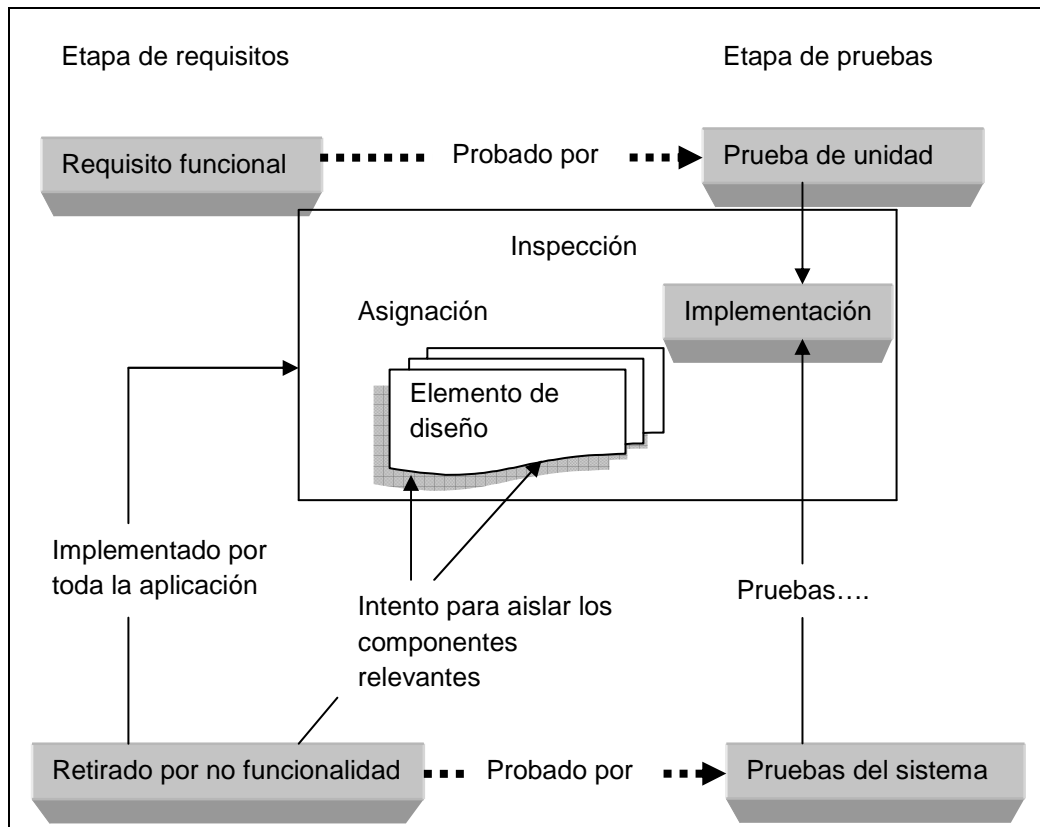 Etapa de requisitos
Etapa de pruebas
Requisito funcional
Probado por
Prueba de unidad
Inspección
Asignación
Implementación
Elemento de
diseño
Implementado por
toda la aplicación
Intento para aislar los
componentes
relevantes
Pruebas….
Retirado por no funcionalidad
Probado por
Pruebas del sistema